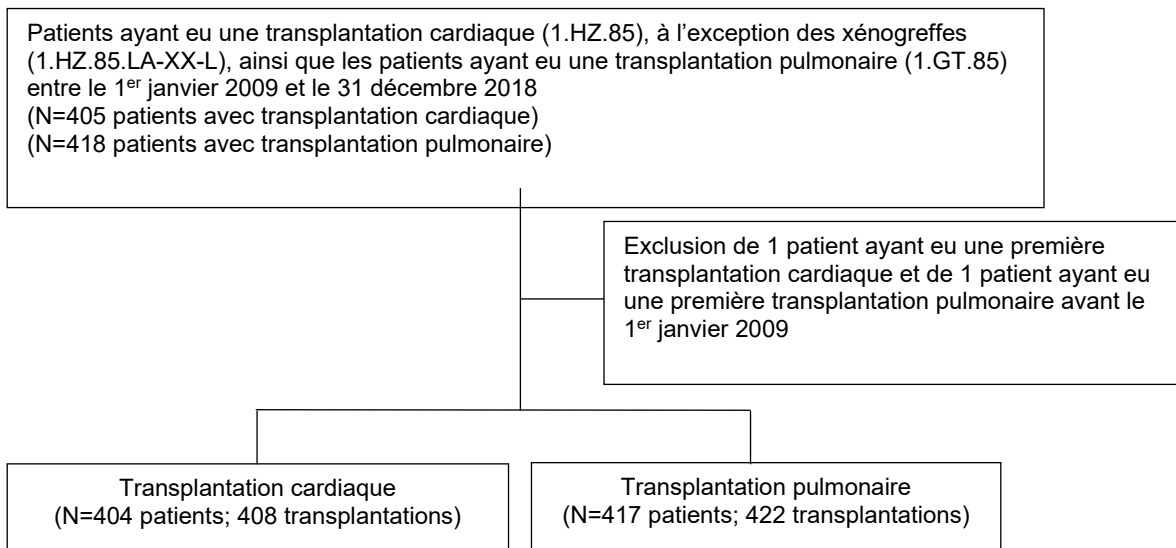 Patients ayant eu une transplantation cardiaque (1.HZ.85), à l’exception des xénogreffes
(1.HZ.85.LA-XX-L), ainsi que les patients ayant eu une transplantation pulmonaire (1.GT.85)
entre le 1er janvier 2009 et le 31 décembre 2018
(N=405 patients avec transplantation cardiaque)
(N=418 patients avec transplantation pulmonaire)
Exclusion de 1 patient ayant eu une première
transplantation cardiaque et de 1 patient ayant eu
une première transplantation pulmonaire avant le
1er janvier 2009
Transplantation cardiaque
(N=404 patients; 408 transplantations)
Transplantation pulmonaire
(N=417 patients; 422 transplantations)